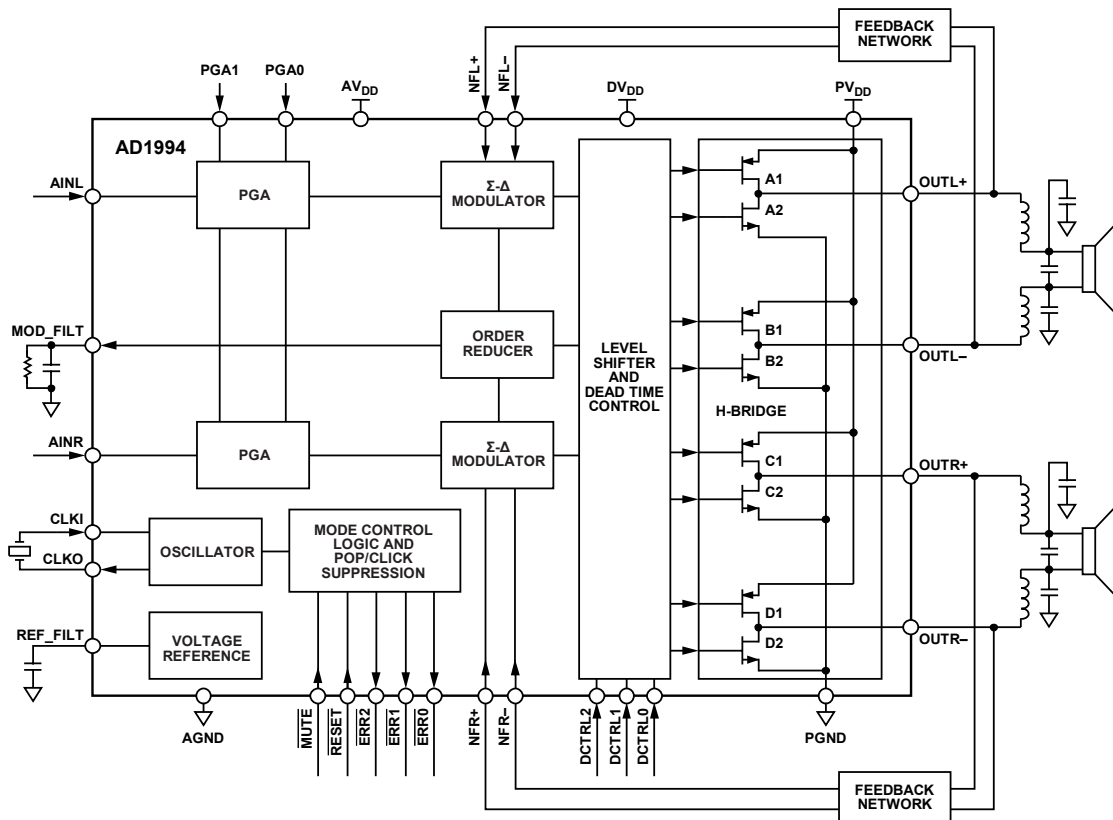 FEEDBACK
NETWORK
PGA1
PGA0
AVDD
NFL+
NFL–
DVDD
PVDD
AD1994
AINL
PGA
Σ-Δ
MODULATOR
A1
A2
OUTL+
MOD_FILT
ORDER
REDUCER
LEVEL
SHIFTER
AND
DEAD TIME
CONTROL
B1
B2
OUTL–
H-BRIDGE
AINR
PGA
Σ-Δ
MODULATOR
C1
C2
OUTR+
CLKI
CLKO
OSCILLATOR
MODE CONTROL
LOGIC AND
POP/CLICK
SUPPRESSION
D1
D2
OUTR–
REF_FILT
VOLTAGE
REFERENCE
AGND
MUTE
RESET
ERR2
ERR1
ERR0
NFR+
NFR–
DCTRL2
DCTRL1
DCTRL0
PGND
FEEDBACK
NETWORK